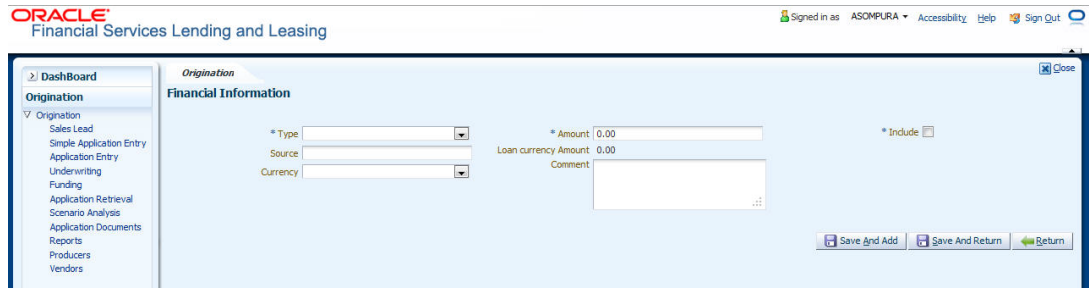 ORACLE
Financial Services Lending and Leasing
Signed in as ASOMPURA Accessibility Help Sign Out
Close
DashBoard
Origination
Origination
Sales Lead
Simple Application Entry
Application Entry
Underwriting
Funding
Application Retrieval
Scenario Analysis
Application Documents
Reports
Producers
Vendors
Origination
Financial Information
* Type
Source
Currency
* Amount 0.00
Loan currency Amount 0.00
Comment
* Include
Save And Add Save And Return Return